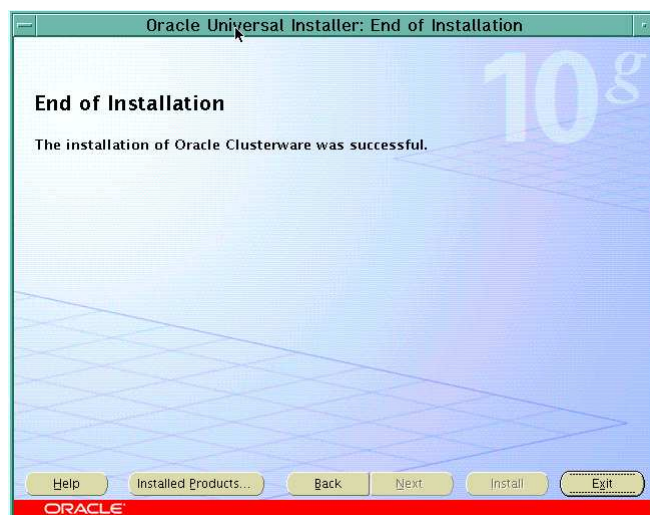 Oracle Universal Installer: End of Installation
10g
End of Installation
The installation of Oracle Clusterware was successful.
Help Installed Products... Back Next Install Exit
ORACLE